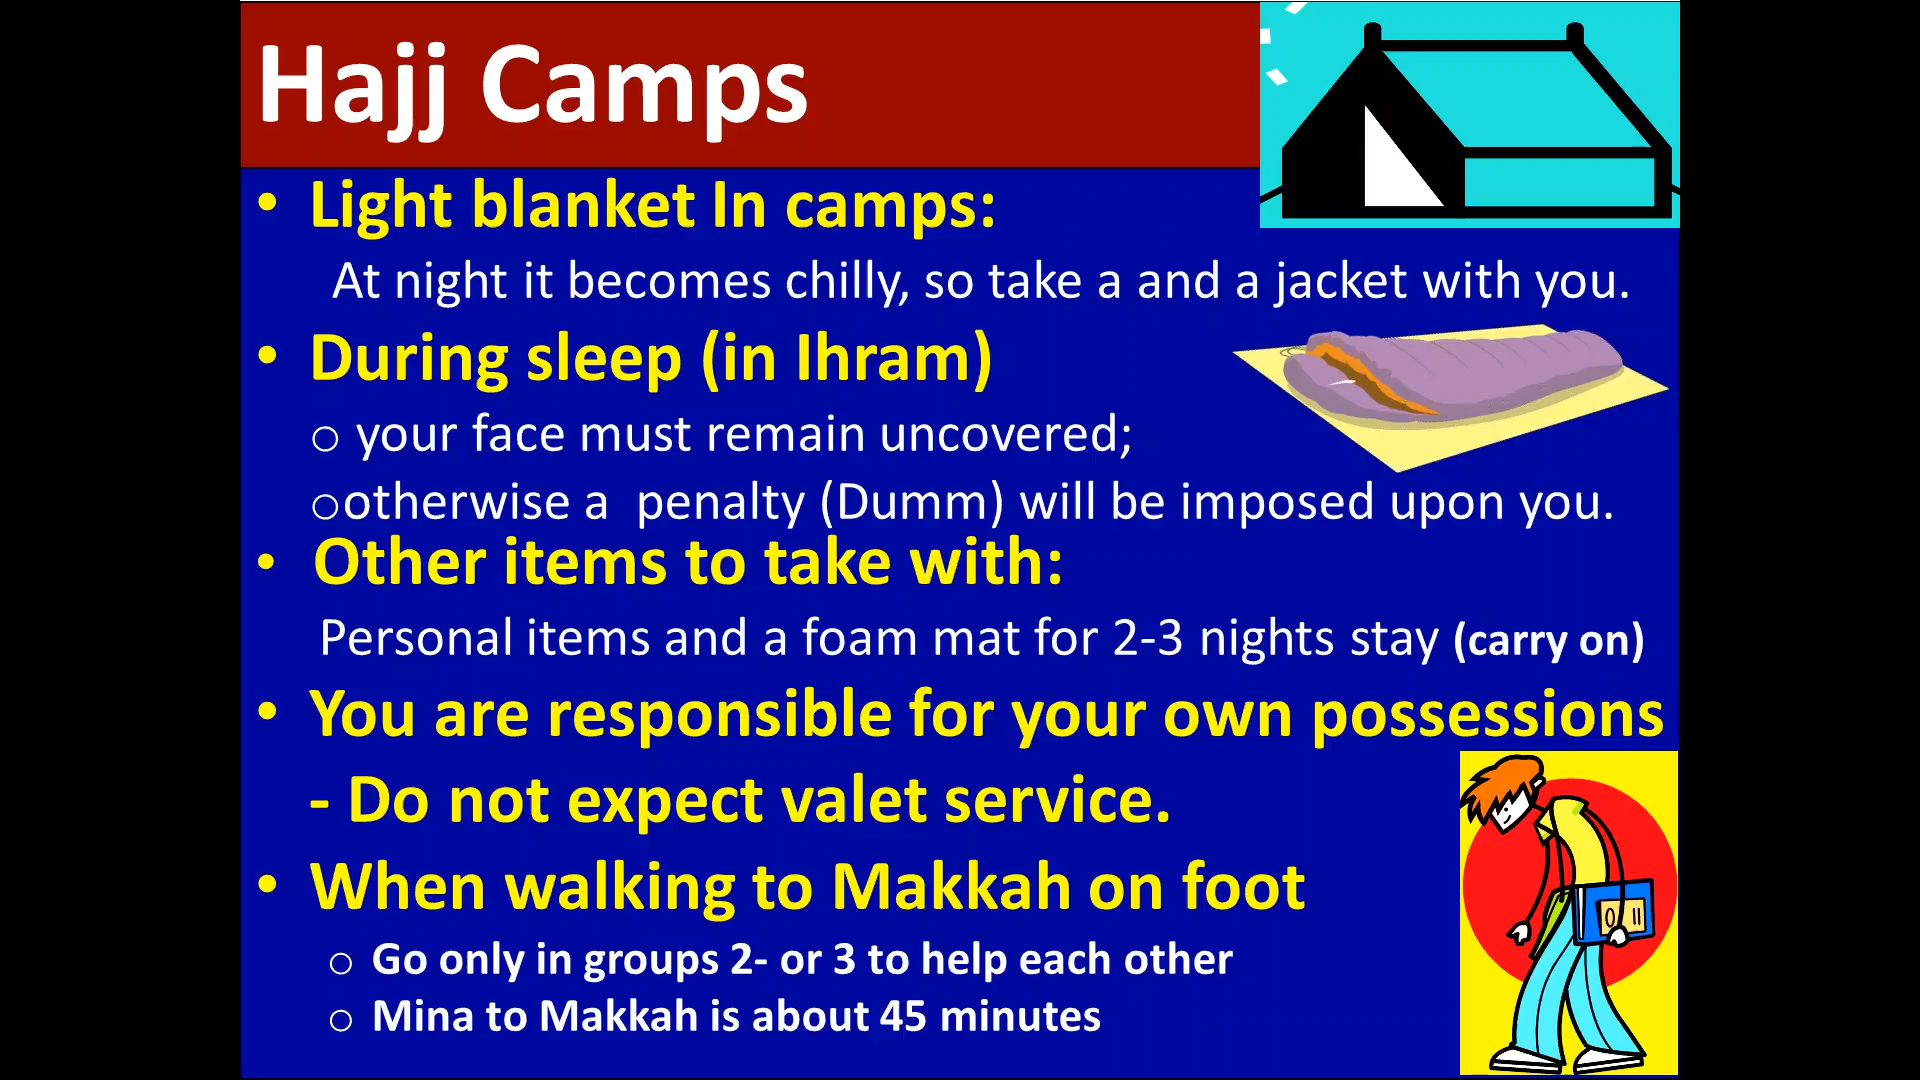 Hajj Camps
• Light blanket In camps:
At night it becomes chilly, so take a and a jacket with you.
• During sleep (in Ihram)
o your face must remain uncovered;
o otherwise a penalty (Dumm) will be imposed upon you.
• Other items to take with:
Personal items and a foam mat for 2-3 nights stay (carry on)
• You are responsible for your own possessions
- Do not expect valet service.
• When walking to Makkah on foot
o Go only in groups 2- or 3 to help each other
o Mina to Makkah is about 45 minutes